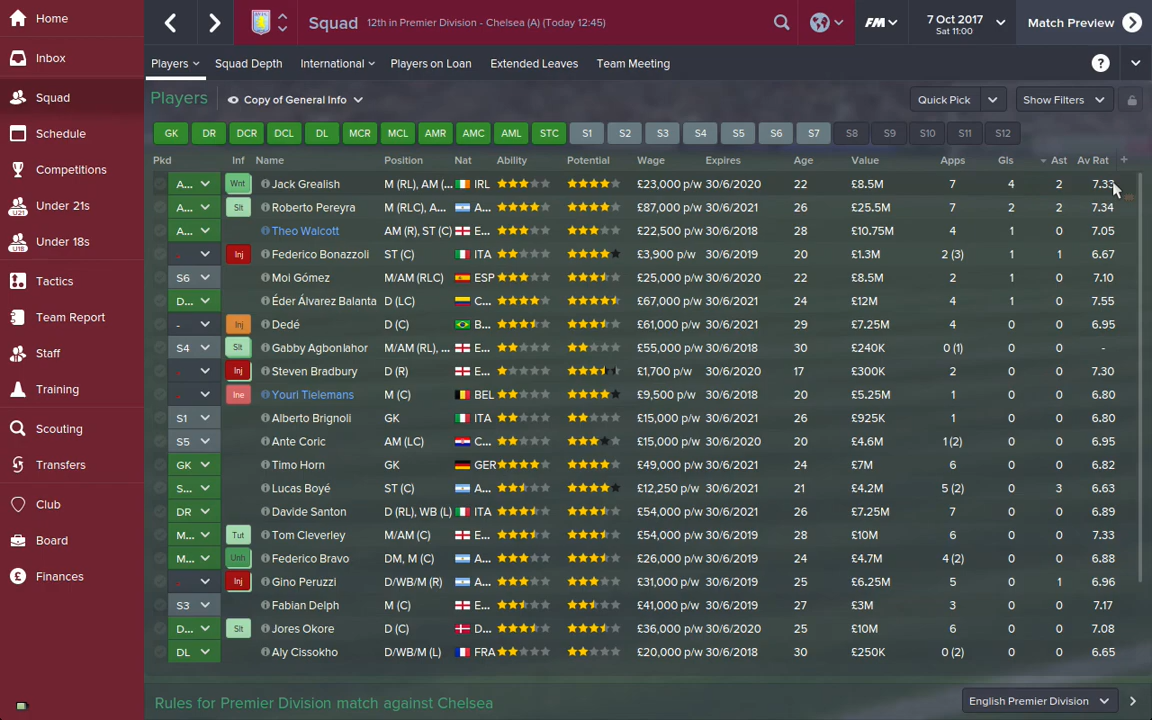 Home
Inbox
Squad
Schedule
Competitions
Under 21s
Under 18s
Tactics
Team Report
Staff
Training
Scouting
Transfers
Club
Board
Finances
Squad 12th in Premier Division - Chelsea (A) (Today 12:45)
FM
7 Oct 2017
Sat 11:00
Match Preview
Players Squad Depth International Players on Loan Extended Leaves Team Meeting ?
Players Copy of General Info Quick Pick Show Filters
GK DR DCR DCL DL MCR MCL AMR AMC AML STC S1 S2 S3 S4 S5 S6 S7 S8 S9 S10 S11 S12
Pkd Inf Name Position Nat Ability Potential Wage Expires Age Value Apps Gls Ast Av Rat +
A... Wnt Jack Grealish M (RL), AM (... IRL £23,000 p/w 30/6/2020 22 £8.5M 7 4 2 7.33
A... Slt Roberto Pereyra M (RLC), A... A... £87,000 p/w 30/6/2021 26 £25.5M 7 2 2 7.34
A... Theo Walcott AM (R), ST (C) E... £22,500 p/w 30/6/2018 28 £10.75M 4 1 0 7.05
Inj Federico Bonazzoli ST (C) ITA £3,900 p/w 30/6/2019 20 £1.3M 2 (3) 1 1 6.67
S6 Moi Gómez M/AM (RLC) ESP £25,000 p/w 30/6/2020 22 £8.5M 2 1 0 7.10
D... Éder Álvarez Balanta D (LC) C... £67,000 p/w 30/6/2021 24 £12M 4 1 0 7.55
- Inj Dedé D (C) B... £61,000 p/w 30/6/2021 29 £7.25M 4 0 0 6.95
S4 Slt Gabby Agbonlahor M/AM (RL), ... E... £55,000 p/w 30/6/2018 30 £240K 0 (1) 0 0 -
Inj Steven Bradbury D (R) E... £1,700 p/w 30/6/2018 17 £300K 2 0 0 7.30
Ine Youri Tielemans M (C) BEL £9,500 p/w 30/6/2018 20 £5.25M 1 0 0 6.80
S1 Alberto Brignoli GK ITA £15,000 p/w 30/6/2021 26 £925K 1 0 0 6.80
S5 Ante Coric AM (LC) C... £15,000 p/w 30/6/2020 20 £4.6M 1 (2) 0 0 6.95
GK Timo Horn GK GER £49,000 p/w 30/6/2021 24 £7M 6 0 0 6.82
S... Lucas Boyé ST (C) A... £12,250 p/w 30/6/2021 21 £4.2M 5 (2) 0 3 6.63
DR Davide Santon D (RL), WB (L) ITA £54,000 p/w 30/6/2021 26 £7.25M 7 0 0 6.89
M... Tut Tom Cleverley M/AM (C) E... £54,000 p/w 30/6/2019 28 £10M 6 0 0 7.33
M... Unh Federico Bravo DM, M (C) A... £26,000 p/w 30/6/2019 24 £4.7M 4 (2) 0 0 6.88
Inj Gino Peruzzi D/WB/M (R) A... £31,000 p/w 30/6/2019 25 £6.25M 5 0 1 6.96
S3 Fabian Delph M (C) E... £41,000 p/w 30/6/2019 27 £3M 3 0 0 7.17
D... Slt Jores Okore D (C) D... £36,000 p/w 30/6/2020 25 £10M 6 0 0 7.08
DL Aly Cissokho D/WB/M (L) FRA £20,000 p/w 30/6/2018 30 £250K 0 (2) 0 0 6.65
Rules for Premier Division match against Chelsea English Premier Division